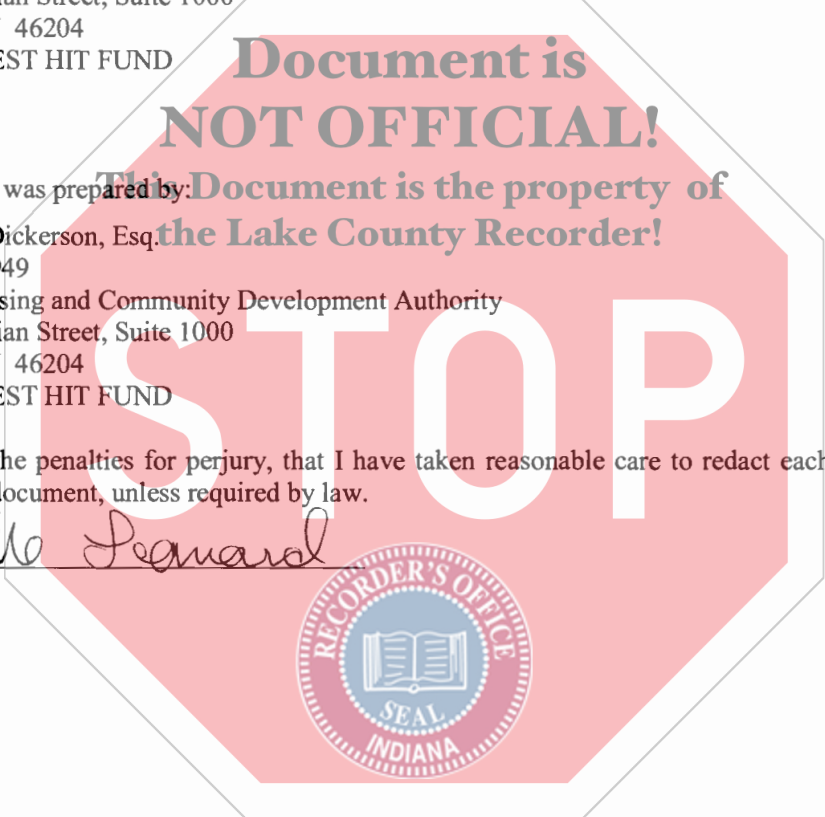 ian Street, Suite 1000
46204
EST HIT FUND
Document is
NOT OFFICIAL!
This Document is the property of
the Lake County Recorder!
was prepared by:
Dickerson, Esq.
49
sing and Community Development Authority
ian Street, Suite 1000
46204
EST HIT FUND
STOP
he penalties for perjury, that I have taken reasonable care to redact each
document, unless required by law.
Leonard
RECORDER'S OFFICE
SEAL
INDIANA